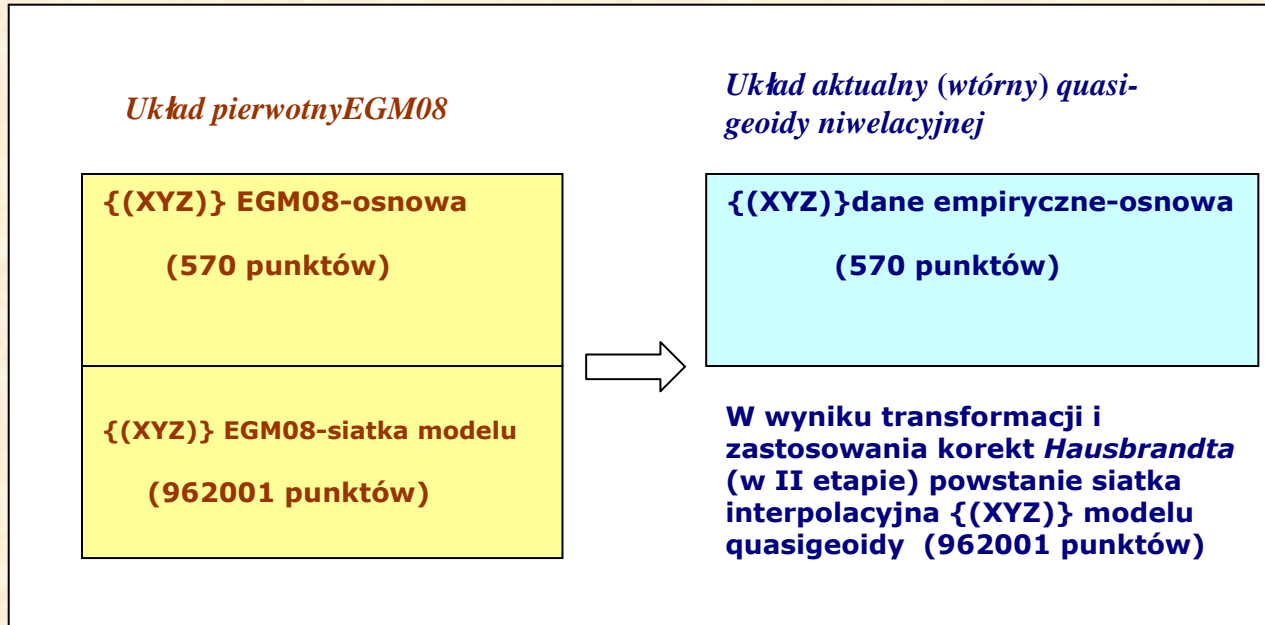 Układ pierwotnyEGM08
{(XYZ)} EGM08-osnowa
(570 punktów)
{(XYZ)} EGM08-siatka modelu
(962001 punktów)
Układ aktualny (wtórny) quasi-
geoidy niwelacyjnej
{(XYZ)}dane empiryczne-osnowa
(570 punktów)
W wyniku transformacji i
zastosowania korekt Hausbrandta
(w II etapie) powstanie siatka
interpolacyjna {(XYZ)} modelu
quasigeoidy (962001 punktów)